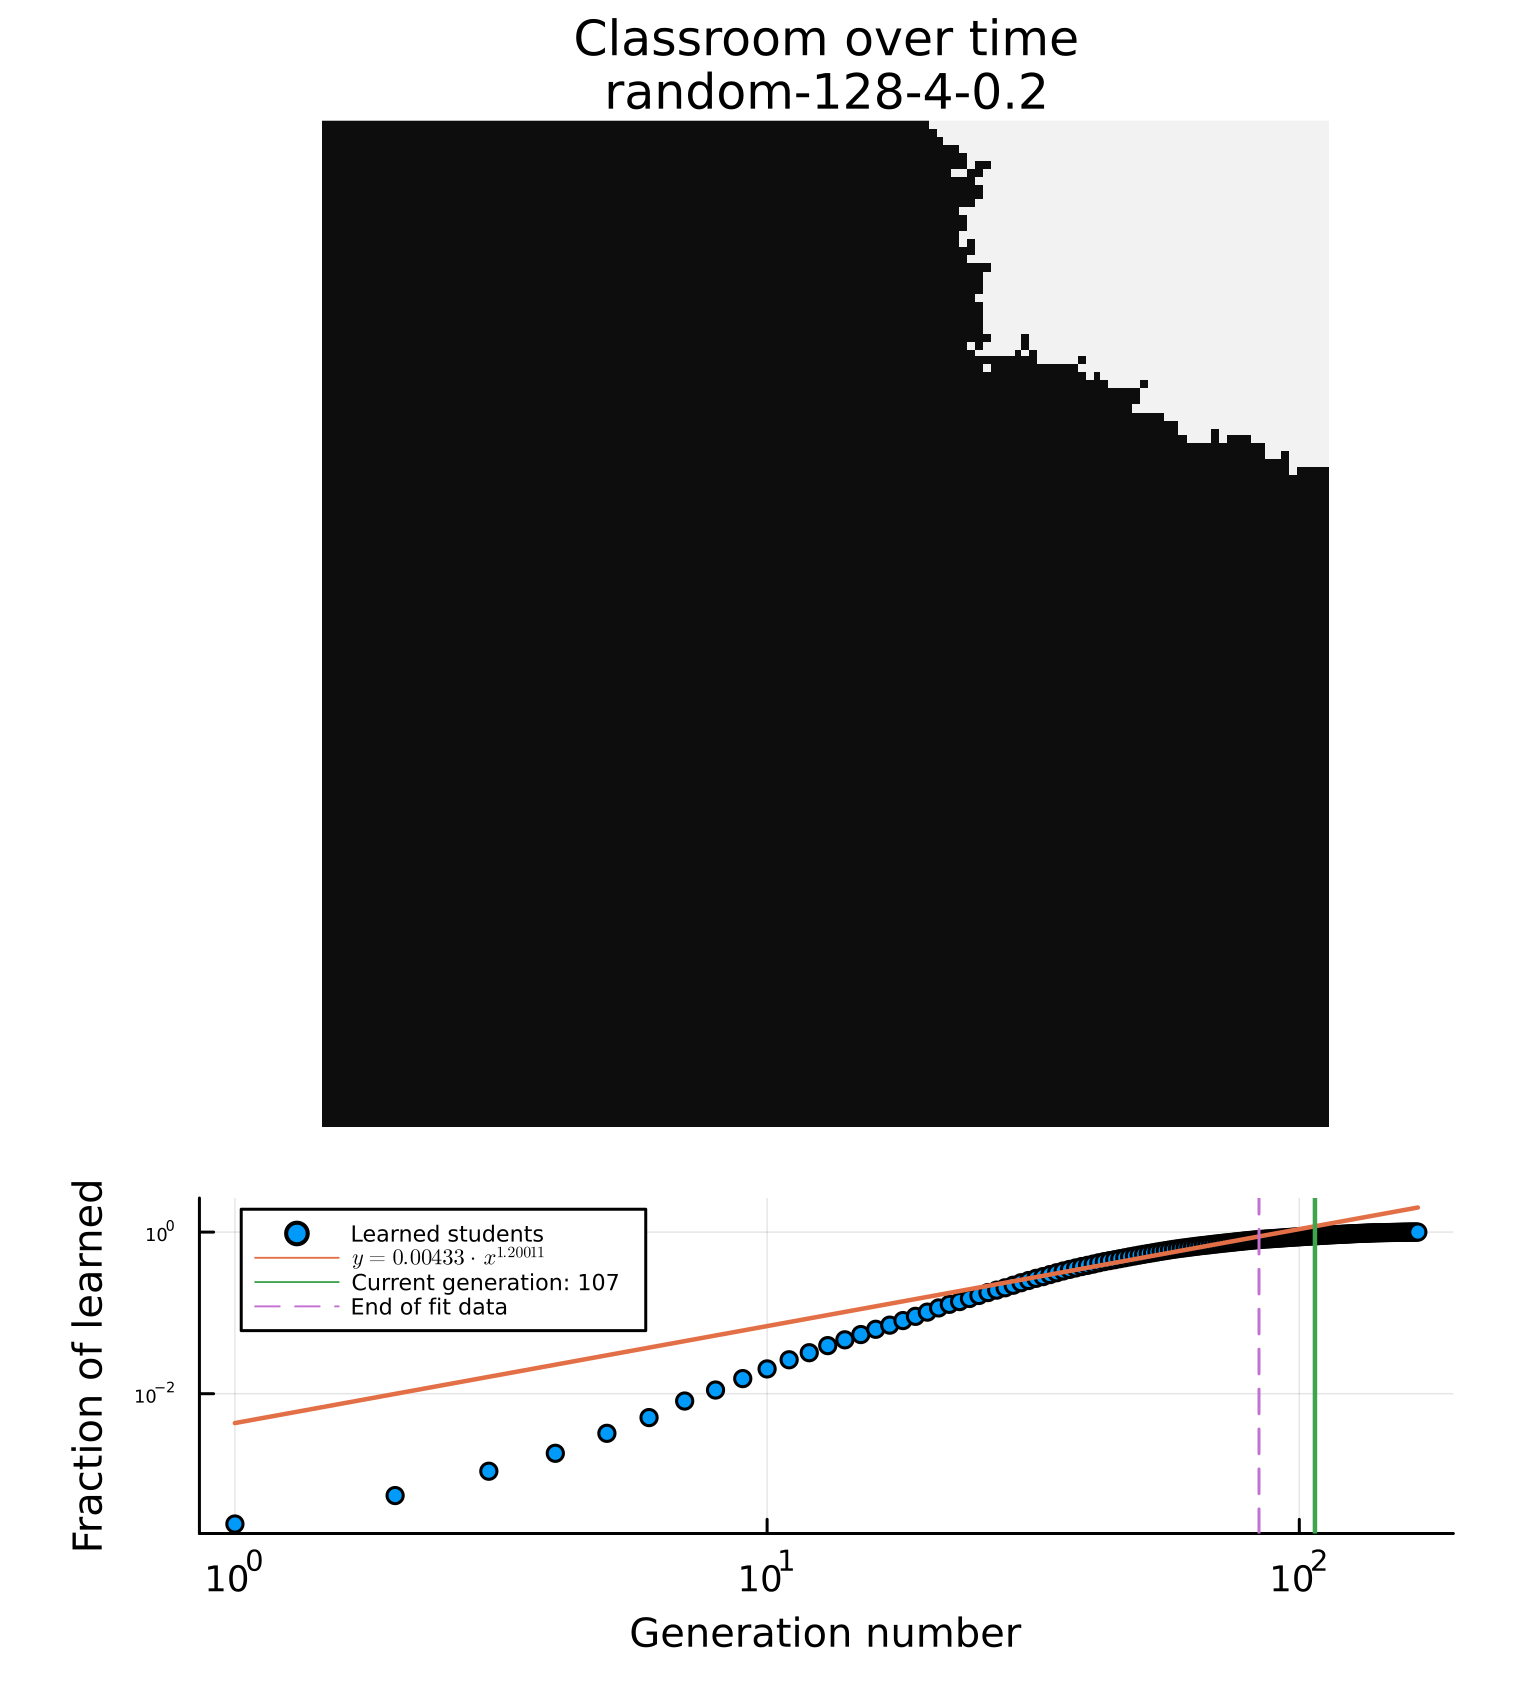 Classroom over time
random-128-4-0.2
Fraction of learned
10^0
10^−2
Learned students
y = 0.00433 · x^1.20011
Current generation: 107
End of fit data
10^0
10^1
10^2
Generation number